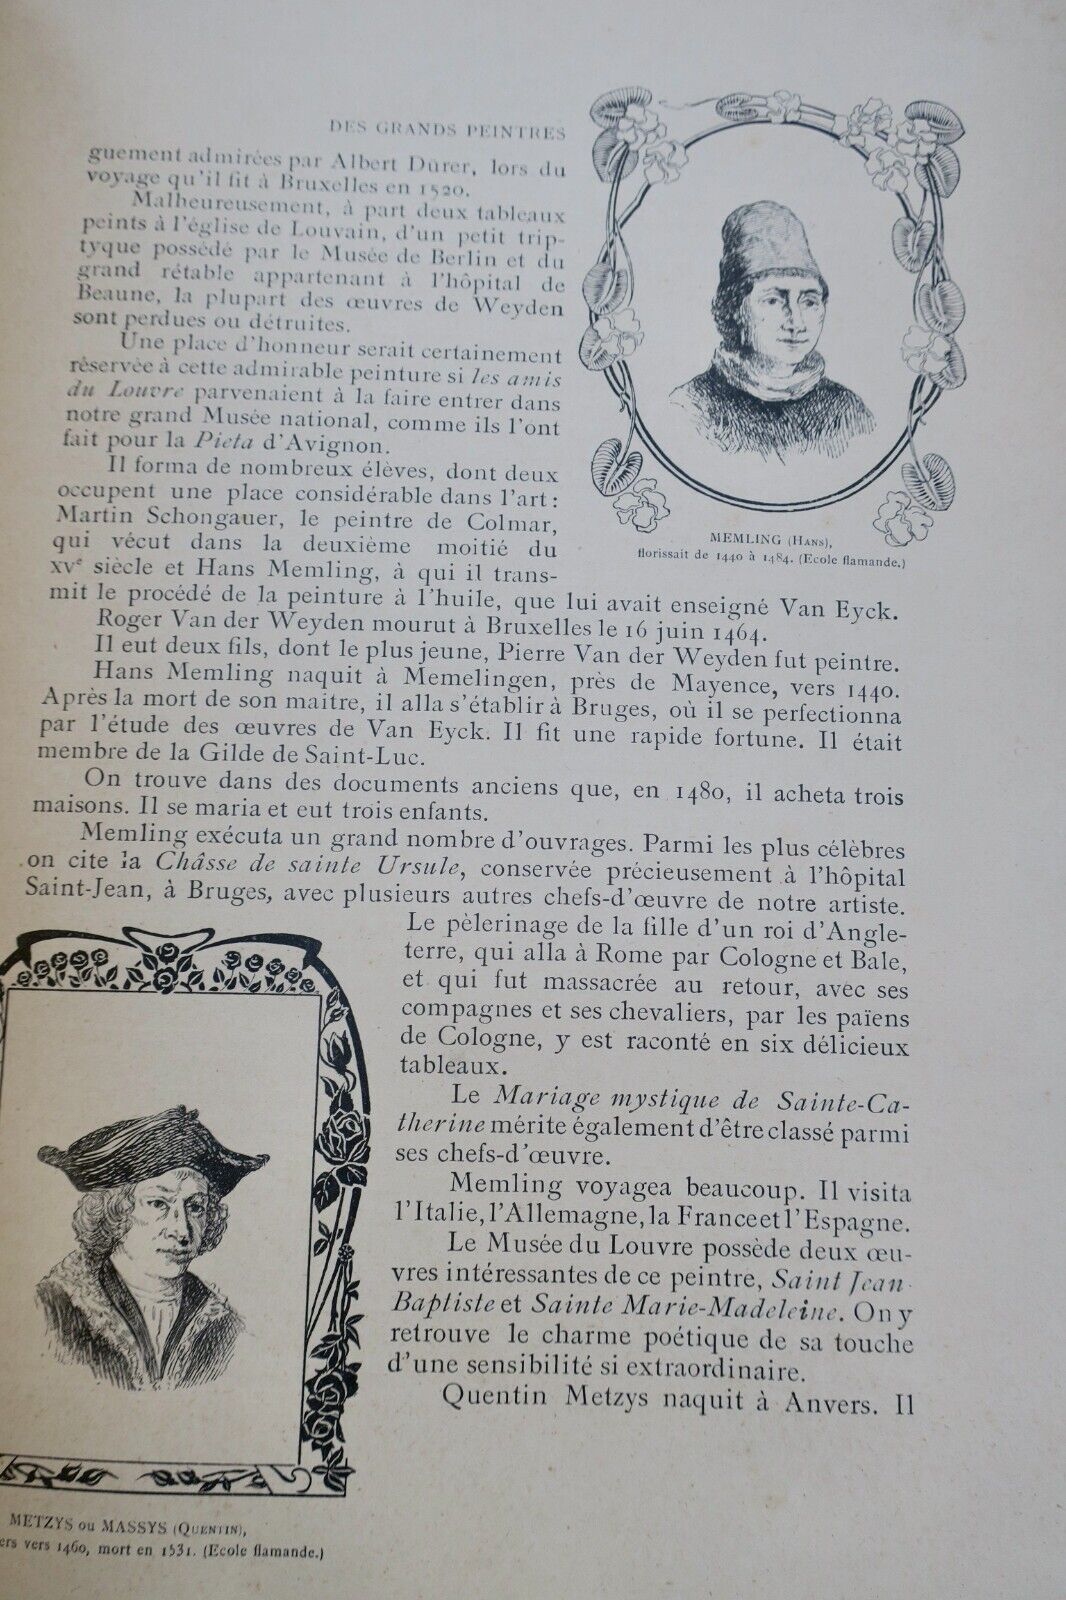 DES GRANDS PEINTRES
guement admirées par Albert Dürer, lors du
voyage qu'il fit à Bruxelles en 1520.
Malheureusement, à part deux tableaux
peints à l'église de Louvain, d'un petit trip-
tyque possédé par le Musée de Berlin et du
grand rétable appartenant à l'hôpital de
Beaune, la plupart des œuvres de Weyden
sont perdues ou détruites.
Une place d'honneur serait certainement
réservée à cette admirable peinture si les amis
du Louvre parvenaient à la faire entrer dans
notre grand Musée national, comme ils l'ont
fait pour la Pieta d'Avignon.
Il forma de nombreux élèves, dont deux
occupent une place considérable dans l'art :
Martin Schongauer, le peintre de Colmar,
qui vécut dans la deuxième moitié du
XVe siècle et Hans Memling, à qui il trans-
mit le procédé de la peinture à l'huile, que lui avait enseigné Van Eyck.
MEMLING (HANS),
florissait de 1440 à 1484. (Ecole flamande.)
Roger Van der Weyden mourut à Bruxelles le 16 juin 1464.
Il eut deux fils, dont le plus jeune, Pierre Van der Weyden fut peintre.
Hans Memling naquit à Memelingen, près de Mayence, vers 1440.
Après la mort de son maitre, il alla s'établir à Bruges, où il se perfectionna
par l'étude des œuvres de Van Eyck. Il fit une rapide fortune. Il était
membre de la Gilde de Saint-Luc.
On trouve dans des documents anciens que, en 1480, il acheta trois
maisons. Il se maria et eut trois enfants.
Memling exécuta un grand nombre d'ouvrages. Parmi les plus célèbres
on cite la Châsse de sainte Ursule, conservée précieusement à l'hôpital
Saint-Jean, à Bruges, avec plusieurs autres chefs-d'œuvre de notre artiste.
Le pèlerinage de la fille d'un roi d'Angle-
terre, qui alla à Rome par Cologne et Bale,
et qui fut massacrée au retour, avec ses
compagnes et ses chevaliers, par les païens
de Cologne, y est raconté en six délicieux
tableaux.
Le Mariage mystique de Sainte-Ca-
therine mérite également d'être classé parmi
ses chefs-d'œuvre.
Memling voyagea beaucoup. Il visita
l'Italie, l'Allemagne, la France et l'Espagne.
Le Musée du Louvre possède deux œu-
vres intéressantes de ce peintre, Saint Jean-
Baptiste et Sainte Marie-Madeleine. On y
retrouve le charme poétique de sa touche
d'une sensibilité si extraordinaire.
Quentin Metzys naquit à Anvers. Il
METZYS ou MASSYS (QUENTIN),
ers vers 1460, mort en 1531. (Ecole flamande.)